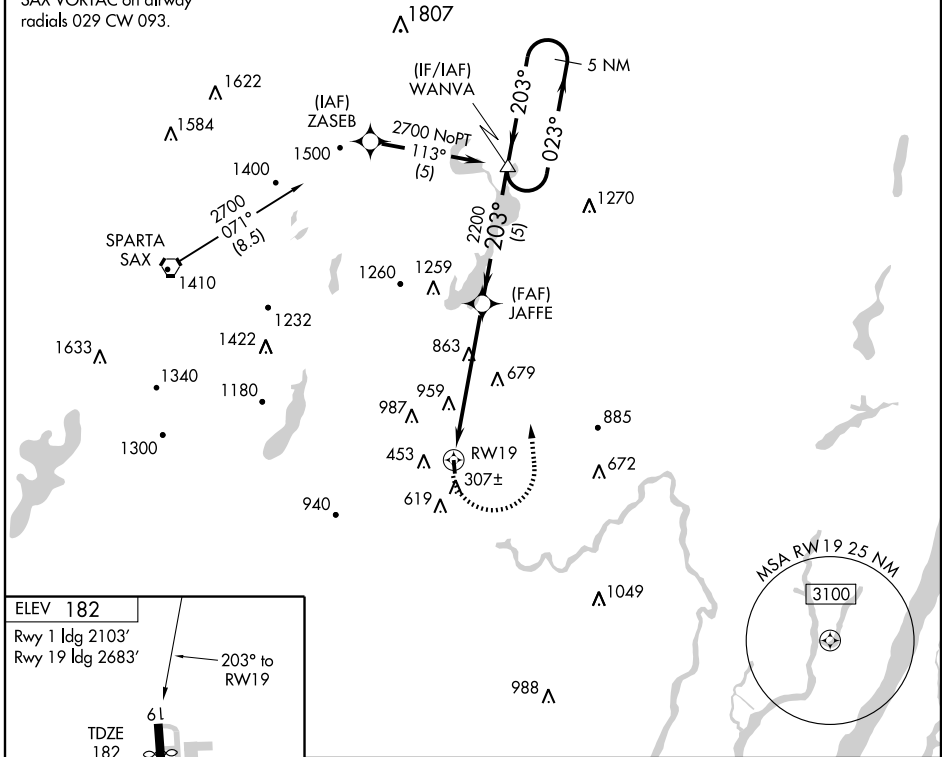 SAX VORTAC on airway
radials 029 CW 093.
1807
1622
1584
(IAF)
ZASEB
1500
1400
2700 NoPT
113°
(5)
(IF/IAF)
WANVA
203°
023°
5 NM
1270
2700
071°
(8.5)
SPARTA
SAX
1410
2200
203°
(5)
1260
1259
(FAF)
JAFFE
1232
1422
1633
1340
1180
1300
863
679
959
987
885
453
RW19
307±
672
619
940
1049
988
MSA RW19 25 NM
3100
ELEV 182
Rwy 1 ldg 2103'
Rwy 19 ldg 2683'
203° to
RW19
19
TDZE
182